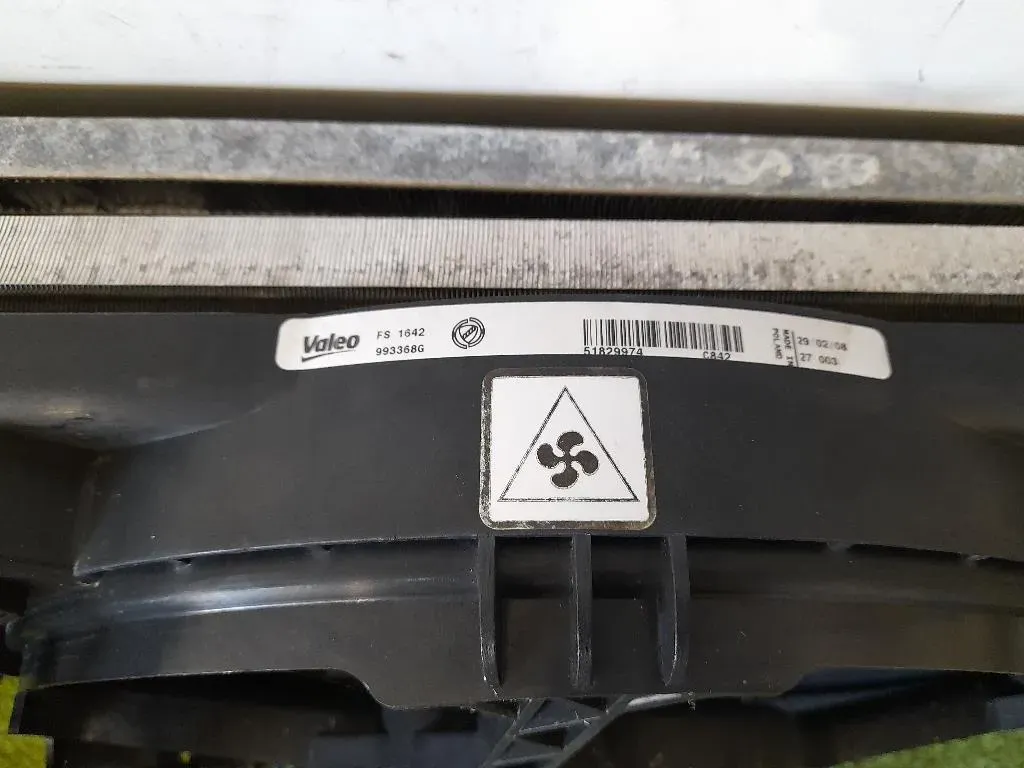 Valeo
FS 1642
993368G
51829974 C842
MADE IN
POLAND
29/02/08
27 003